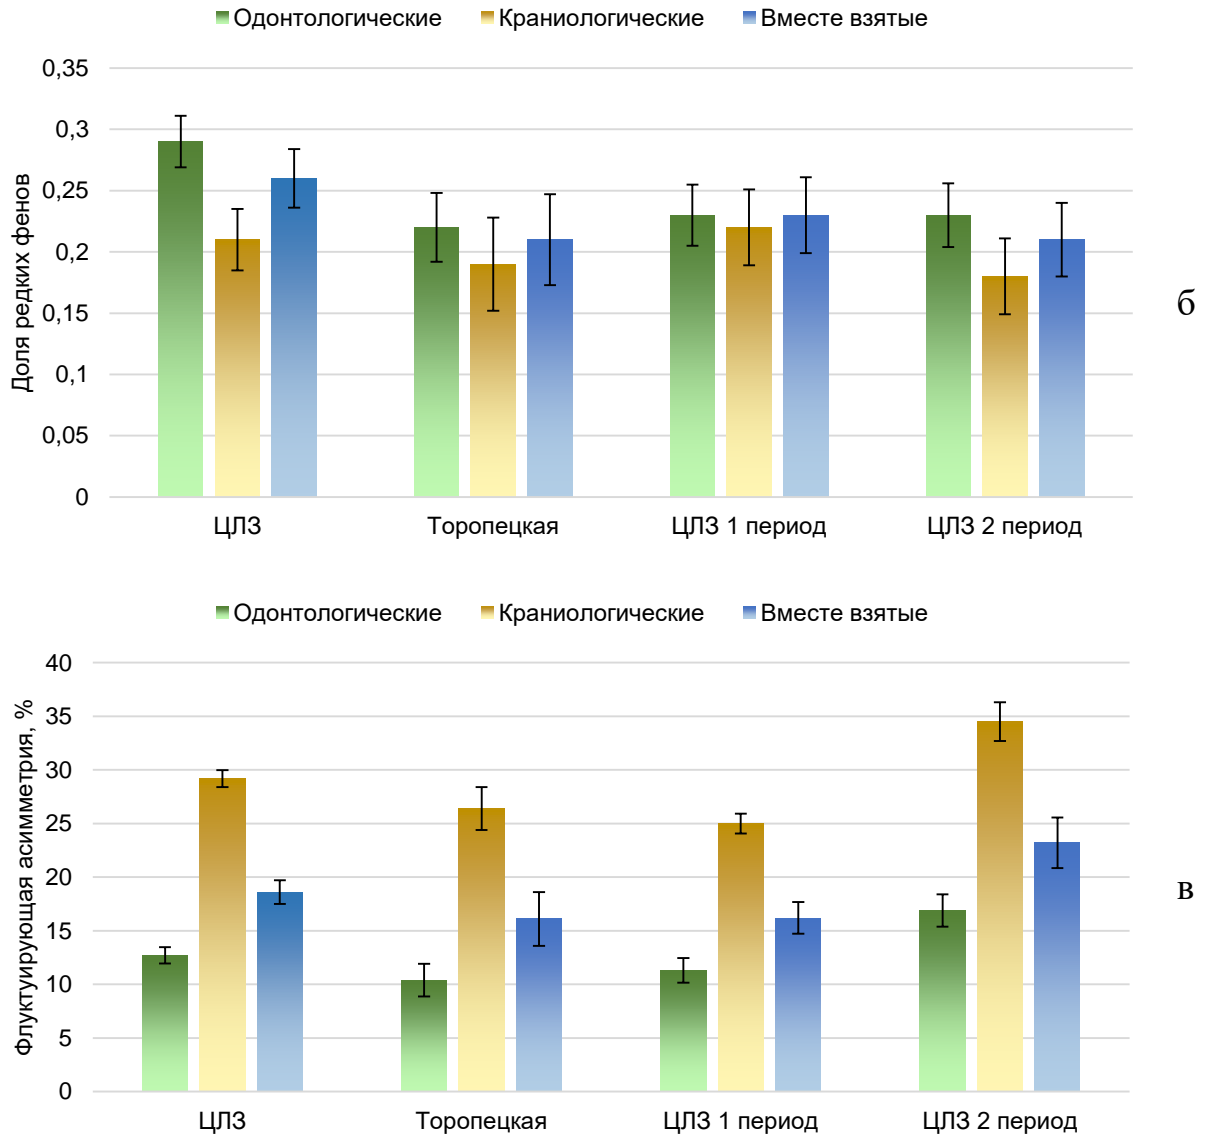 Одонтологические Краниологические Вместе взятые
0,35
0,3
0,25
0,2
0,15
0,1
0,05
0
Доля редких фенов
ЦЛЗ Торопецкая ЦЛЗ 1 период ЦЛЗ 2 период
б
Одонтологические Краниологические Вместе взятые
40
35
30
25
20
15
10
5
0
Флуктуирующая асимметрия, %
ЦЛЗ Торопецкая ЦЛЗ 1 период ЦЛЗ 2 период
в